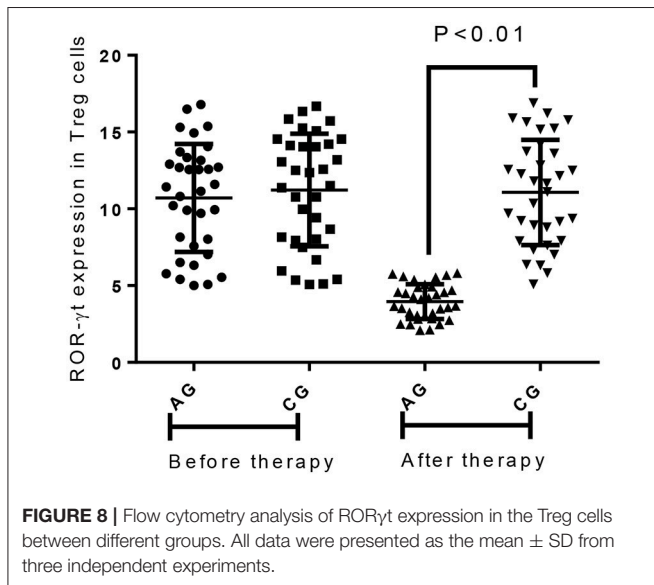 P<0.01
ROR-γt expression in Treg cells
20
15
10
5
0
AG
CG
AG
CG
Before therapy
After therapy
FIGURE 8 | Flow cytometry analysis of RORγt expression in the Treg cells
between different groups. All data were presented as the mean ± SD from
three independent experiments.